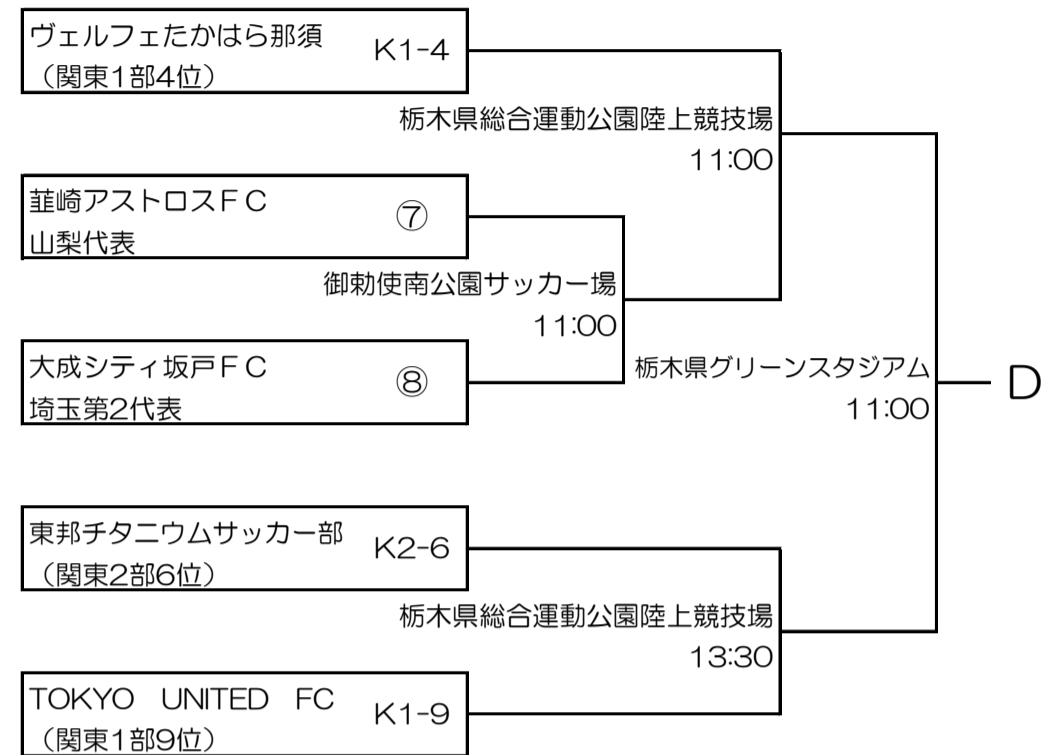 ヴェルフェたかはら那須
（関東1部4位）
K1-4
栃木県総合運動公園陸上競技場
11:00
韮崎アストロスＦＣ
山梨代表
⑦
御勅使南公園サッカー場
11:00
大成シティ坂戸ＦＣ
埼玉第2代表
⑧
栃木県グリーンスタジアム
11:00
D
東邦チタニウムサッカー部
（関東2部6位）
K2-6
栃木県総合運動公園陸上競技場
13:30
TOKYO　UNITED　FC
（関東1部9位）
K1-9